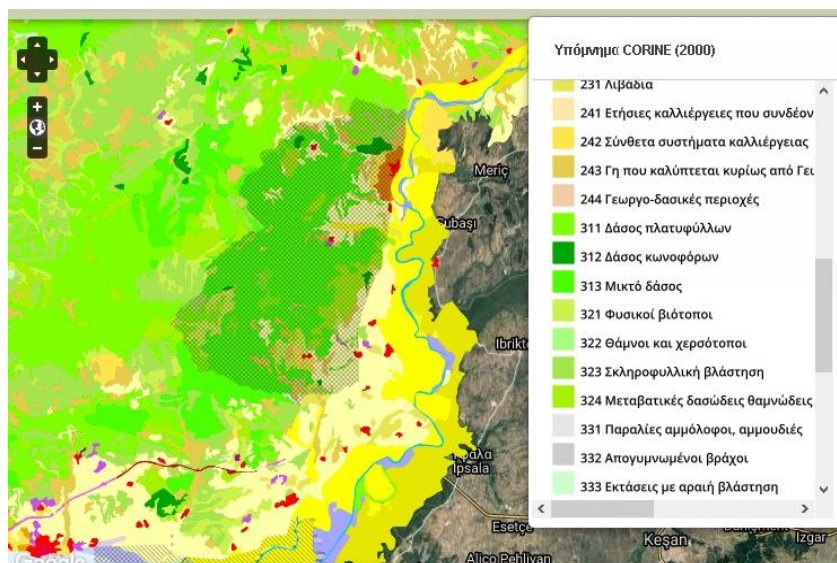 Υπόμνημα CORINE (2000)
231 Λιβάδια
241 Ετήσιες καλλιέργειες που συνδέον
242 Σύνθετα συστήματα καλλιέργειας
243 Γη που καλύπτεται κυρίως από Γει
244 Γεωργο-δασικές περιοχές
311 Δάσος πλατυφύλλων
312 Δάσος κωνοφόρων
313 Μικτό δάσος
321 Φυσικοί βιότοποι
322 Θάμνοι και χερσότοποι
323 Σκληροφυλλική βλάστηση
324 Μεταβατικές δασώδεις θαμνώδεις
331 Παραλίες αμμόλοφοι, αμμουδιές
332 Απογυμνωμένοι βράχοι
333 Εκτάσεις με αραιή βλάστηση
Meriç
Subaşı
Ibrikte
Ipsala
Esetçe
Keşan
Izgar
Alico Pehlivan
Google